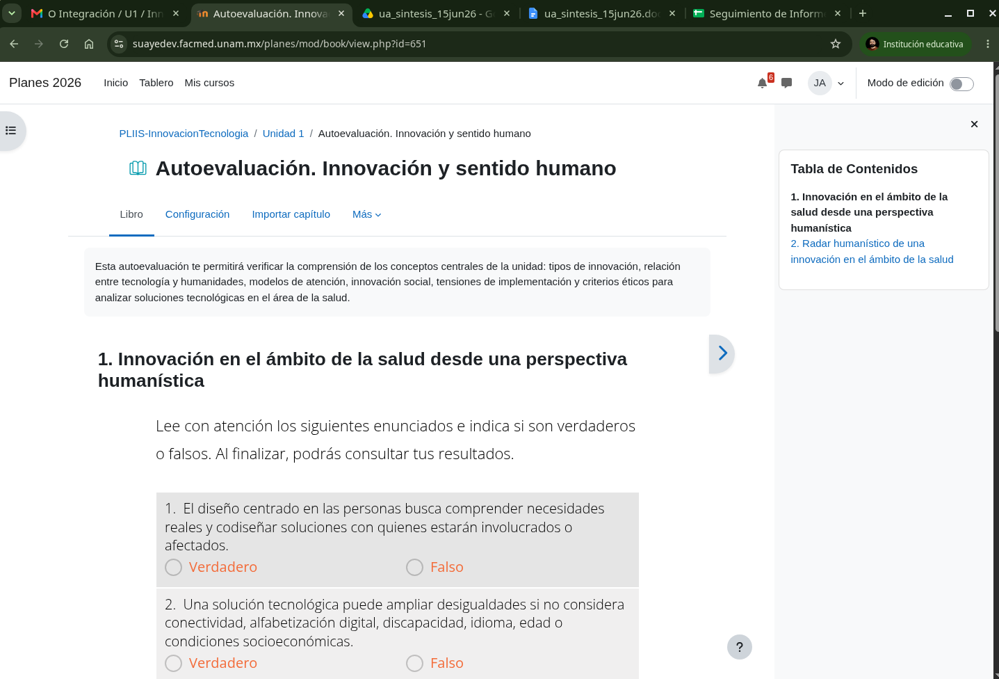 O Integración / U1 / Inn
Autoevaluación. Innova
ua_sintesis_15jun26 - G
ua_sintesis_15jun26.do
Seguimiento de Inform
suayedev.facmed.unam.mx/planes/mod/book/view.php?id=651
Institución educativa
Planes 2026
Inicio
Tablero
Mis cursos
6
JA
Modo de edición
PLIIS-InnovacionTecnologia / Unidad 1 / Autoevaluación. Innovación y sentido humano
Autoevaluación. Innovación y sentido humano
Libro
Configuración
Importar capítulo
Más
Esta autoevaluación te permitirá verificar la comprensión de los conceptos centrales de la unidad: tipos de innovación, relación
entre tecnología y humanidades, modelos de atención, innovación social, tensiones de implementación y criterios éticos para
analizar soluciones tecnológicas en el área de la salud.
1. Innovación en el ámbito de la salud desde una perspectiva
humanística
Lee con atención los siguientes enunciados e indica si son verdaderos
o falsos. Al finalizar, podrás consultar tus resultados.
1. El diseño centrado en las personas busca comprender necesidades
reales y codiseñar soluciones con quienes estarán involucrados o
afectados.
Verdadero
Falso
2. Una solución tecnológica puede ampliar desigualdades si no considera
conectividad, alfabetización digital, discapacidad, idioma, edad o
condiciones socioeconómicas.
Verdadero
Falso
Tabla de Contenidos
1. Innovación en el ámbito de la
salud desde una perspectiva
humanística
2. Radar humanístico de una
innovación en el ámbito de la salud
?